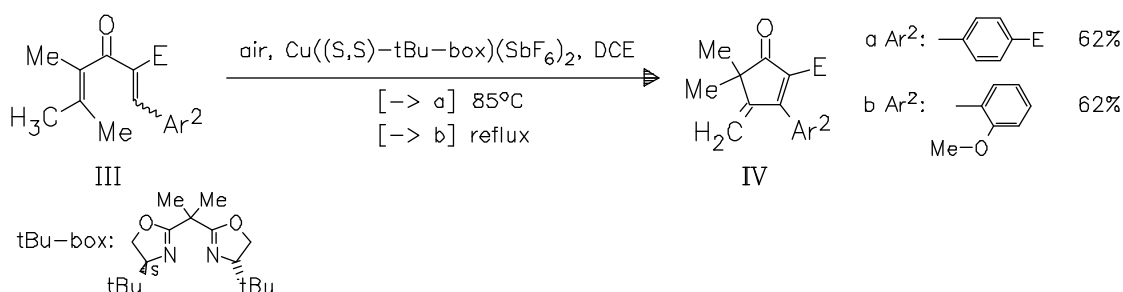 O
Me
E
H3C
Me
Ar2
III
air, Cu((S,S)-tBu-box)(SbF6)2, DCE
[-> a] 85°C
[-> b] reflux
O
Me
Me
E
H2C
Ar2
IV
a Ar2: E 62%
b Ar2: 62%
Me-O
tBu-box:
Me Me
O O
N N
s
tBu tBu